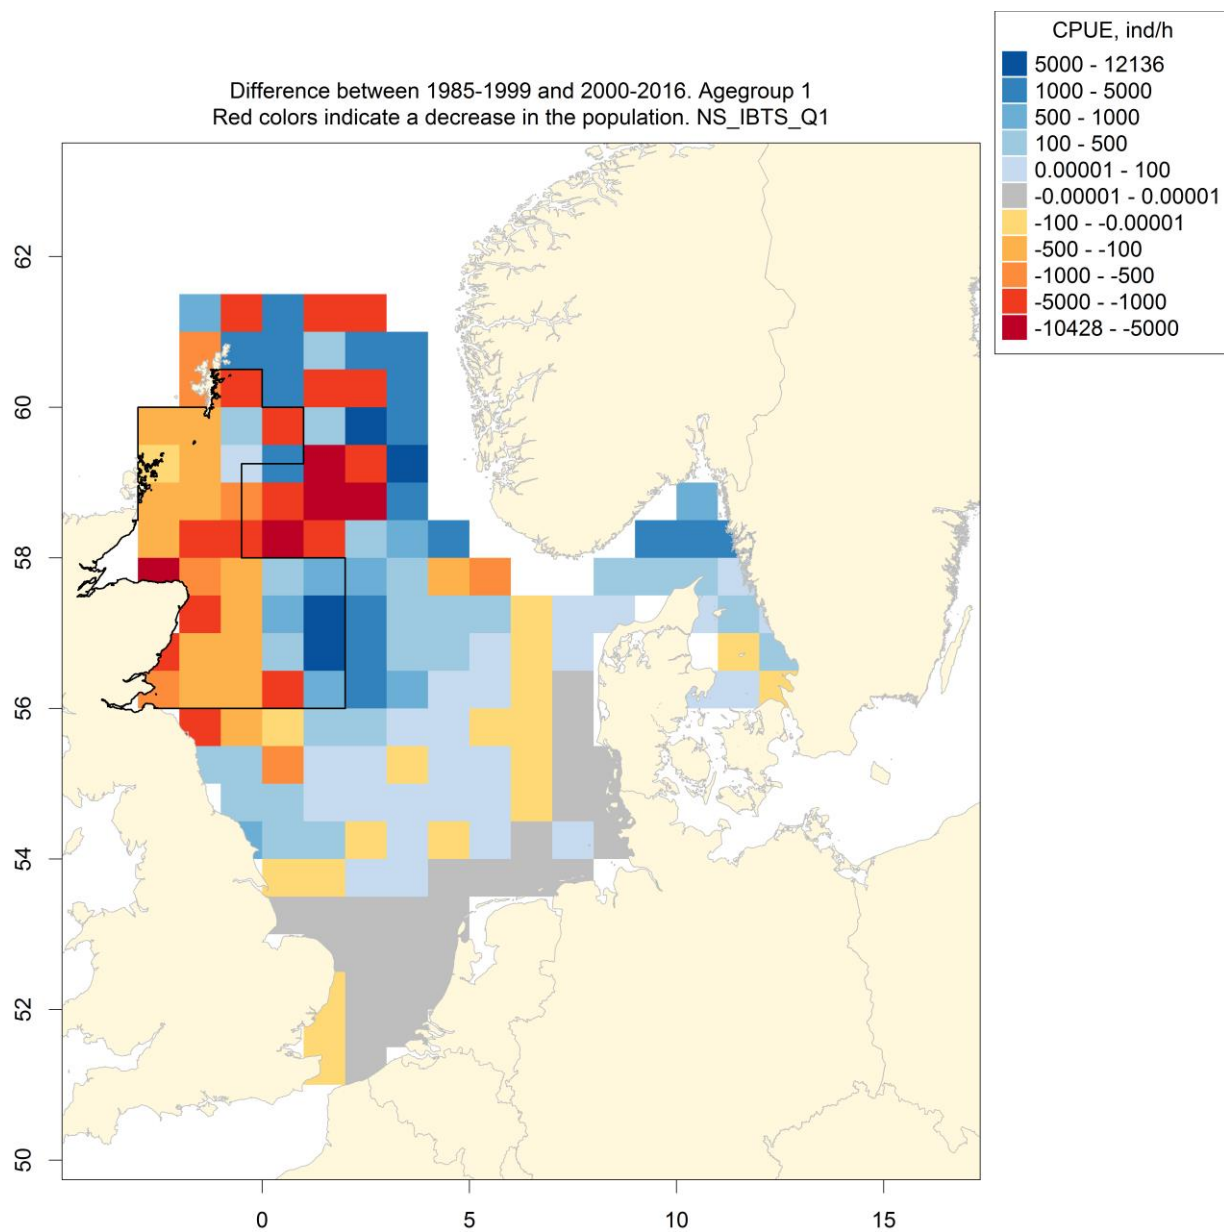 CPUE, ind/h
5000 - 12136
1000 - 5000
500 - 1000
100 - 500
0.00001 - 100
-0.00001 - 0.00001
-100 - -0.00001
-500 - -100
-1000 - -500
-5000 - -1000
-10428 - -5000
Difference between 1985-1999 and 2000-2016. Agegroup 1
Red colors indicate a decrease in the population. NS_IBTS_Q1
62
60
58
56
54
52
50
0 5 10 15